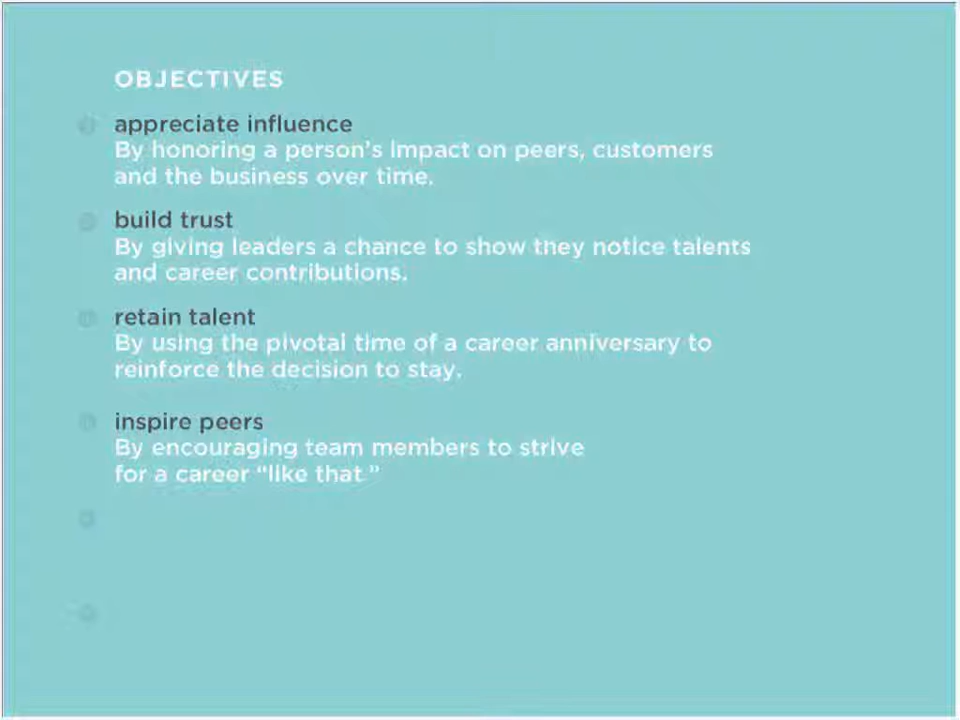 OBJECTIVES
appreciate influence
By honoring a person's impact on peers, customers
and the business over time.
build trust
By giving leaders a chance to show they notice talents
and career contributions.
retain talent
By using the pivotal time of a career anniversary to
reinforce the decision to stay.
inspire peers
By encouraging team members to strive
for a career “like that.”